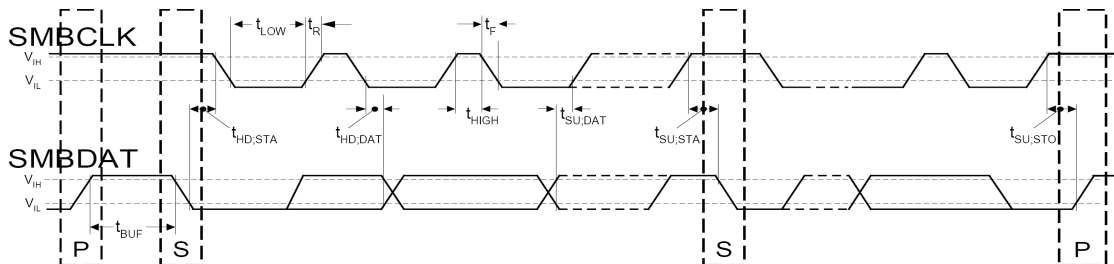 t_LOW t_R t_F
SMBCLK
V_IH
V_IL
t_HD;STA t_HD;DAT t_HIGH t_SU;DAT t_SU;STA t_SU;STO
SMBDAT
V_IH
V_IL
t_BUF
P S S P